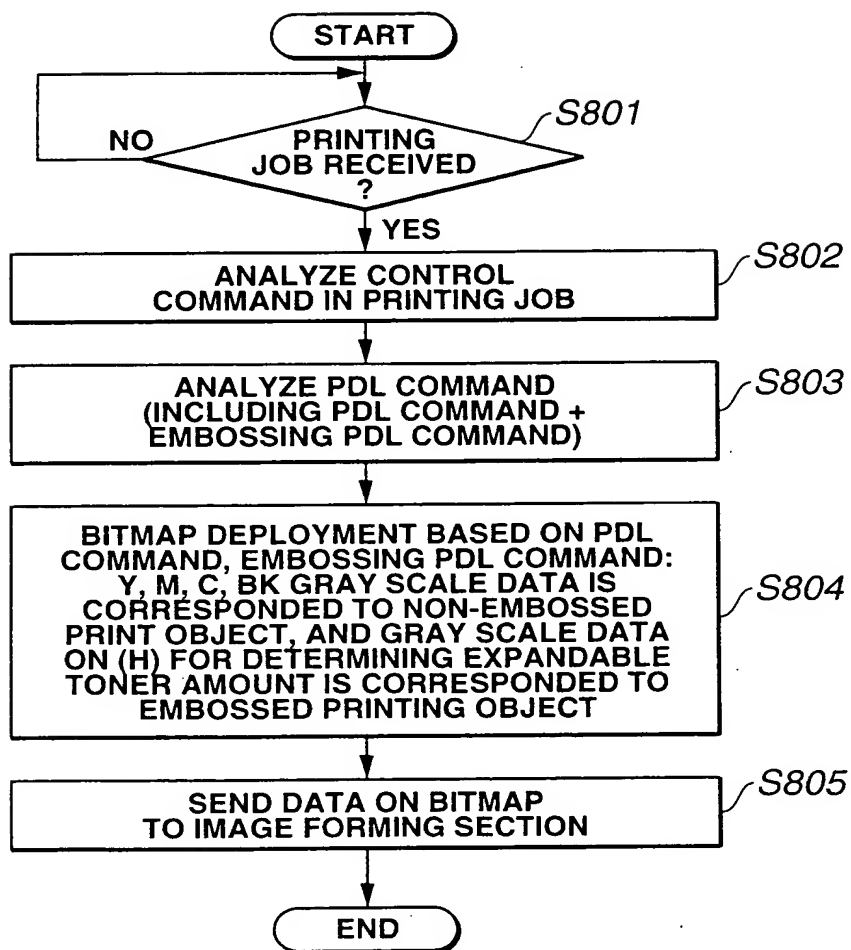 START
S801
NO
PRINTING
JOB RECEIVED
?
YES
S802
ANALYZE CONTROL
COMMAND IN PRINTING JOB
S803
ANALYZE PDL COMMAND
(INCLUDING PDL COMMAND +
EMBOSSING PDL COMMAND)
BITMAP DEPLOYMENT BASED ON PDL
COMMAND, EMBOSSING PDL COMMAND:
Y, M, C, BK GRAY SCALE DATA IS
CORRESPONDED TO NON-EMBOSSED
PRINT OBJECT, AND GRAY SCALE DATA
ON (H) FOR DETERMINING EXPANDABLE
TONER AMOUNT IS CORRESPONDED TO
EMBOSSED PRINTING OBJECT
S804
S805
SEND DATA ON BITMAP
TO IMAGE FORMING SECTION
END